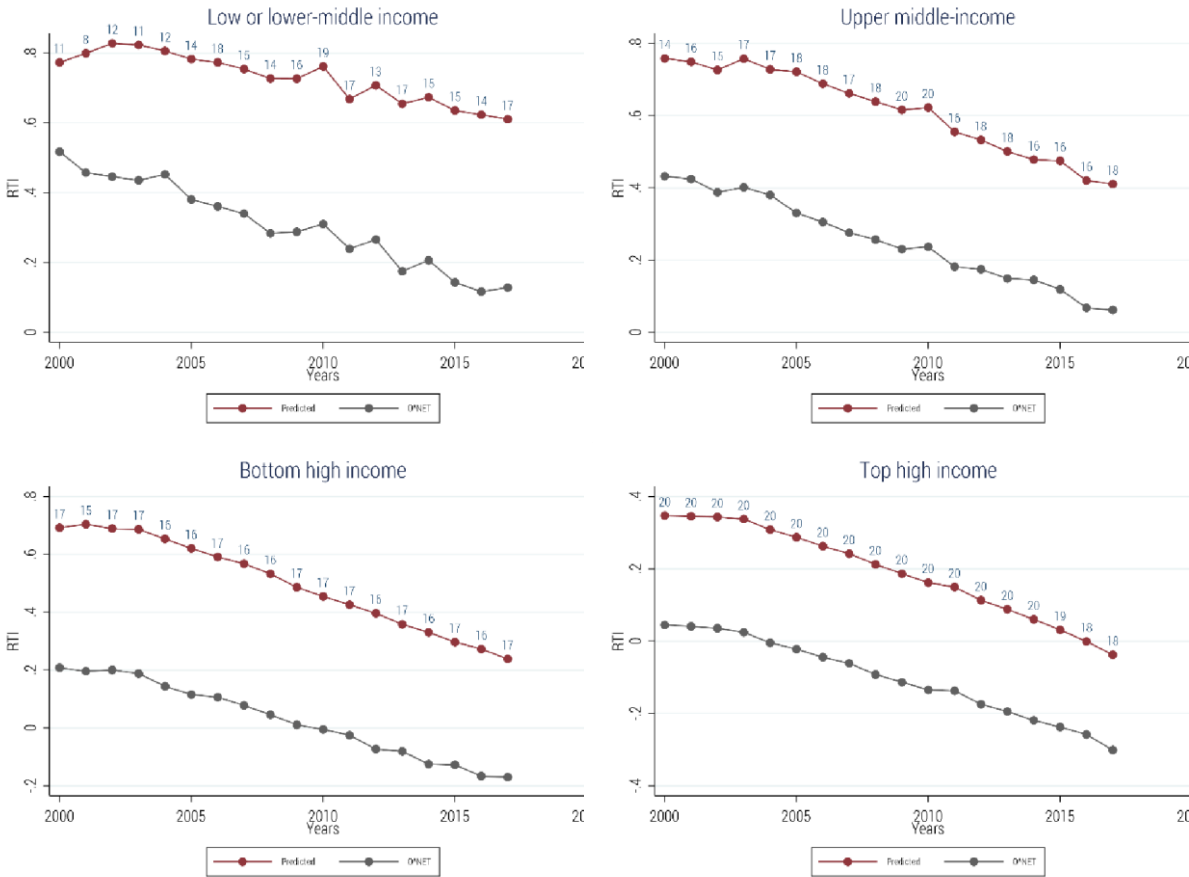 Low or lower-middle income
11 8 12 11 12 14 18 15 14 16 19 17 13 17 15 15 14 17
.8
.6
.4
.2
0
RTI
2000 2005 2010 2015 20
Years
Predicted O*NET
Upper middle-income
14 16 15 17 17 18 18 17 18 20 20 16 18 18 16 16 16 18
.8
.6
.4
.2
0
RTI
2000 2005 2010 2015 20
Years
Predicted O*NET
Bottom high income
17 15 17 17 15 16 17 16 16 17 17 17 16 17 16 17 16 17
.8
.6
.4
.2
0
-.2
RTI
2000 2005 2010 2015 20
Years
Predicted O*NET
Top high income
20 20 20 20 20 20 20 20 20 20 20 20 20 20 20 19 18 18
.4
.2
0
-.2
-.4
RTI
2000 2005 2010 2015 20
Years
Predicted O*NET